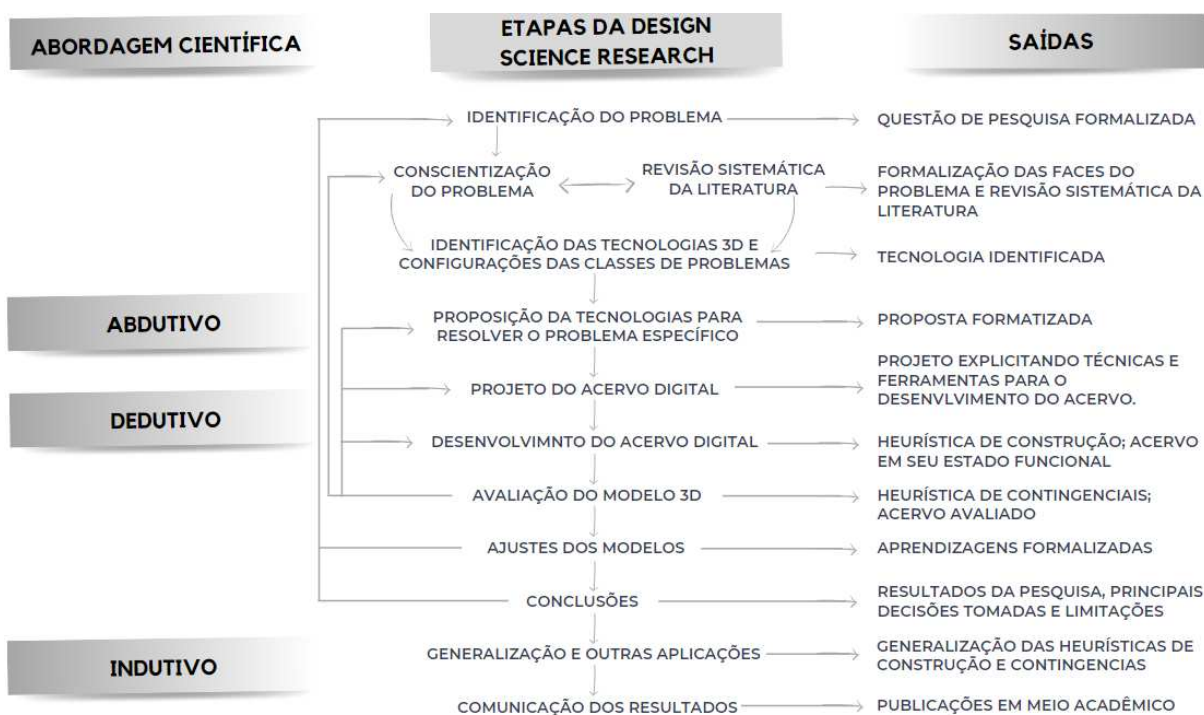 ABORDAGEM CIENTÍFICA
ETAPAS DA DESIGN
SCIENCE RESEARCH
SAÍDAS
IDENTIFICAÇÃO DO PROBLEMA
QUESTÃO DE PESQUISA FORMALIZADA
CONSCIENTIZAÇÃO
DO PROBLEMA
REVISÃO SISTEMÁTICA
DA LITERATURA
FORMALIZAÇÃO DAS FACES DO
PROBLEMA E REVISÃO SISTEMÁTICA DA
LITERATURA
IDENTIFICAÇÃO DAS TECNOLOGIAS 3D E
CONFIGURAÇÕES DAS CLASSES DE PROBLEMAS
TECNOLOGIA IDENTIFICADA
ABDUTIVO
PROPOSIÇÃO DA TECNOLOGIAS PARA
RESOLVER O PROBLEMA ESPECÍFICO
PROPOSTA FORMATIZADA
DEDUTIVO
PROJETO DO ACERVO DIGITAL
PROJETO EXPLICITANDO TÉCNICAS E
FERRAMENTAS PARA O
DESENVLVIMENTO DO ACERVO.
DESENVOLVIMNTO DO ACERVO DIGITAL
HEURÍSTICA DE CONSTRUÇÃO; ACERVO
EM SEU ESTADO FUNCIONAL
AVALIAÇÃO DO MODELO 3D
HEURÍSTICA DE CONTINGENCIAIS;
ACERVO AVALIADO
AJUSTES DOS MODELOS
APRENDIZAGENS FORMALIZADAS
CONCLUSÕES
RESULTADOS DA PESQUISA, PRINCIPAIS
DECISÕES TOMADAS E LIMITAÇÕES
INDUTIVO
GENERALIZAÇÃO E OUTRAS APLICAÇÕES
GENERALIZAÇÃO DAS HEURÍSTICAS DE
CONSTRUÇÃO E CONTINGENCIAS
COMUNICAÇÃO DOS RESULTADOS
PUBLICAÇÕES EM MEIO ACADÊMICO